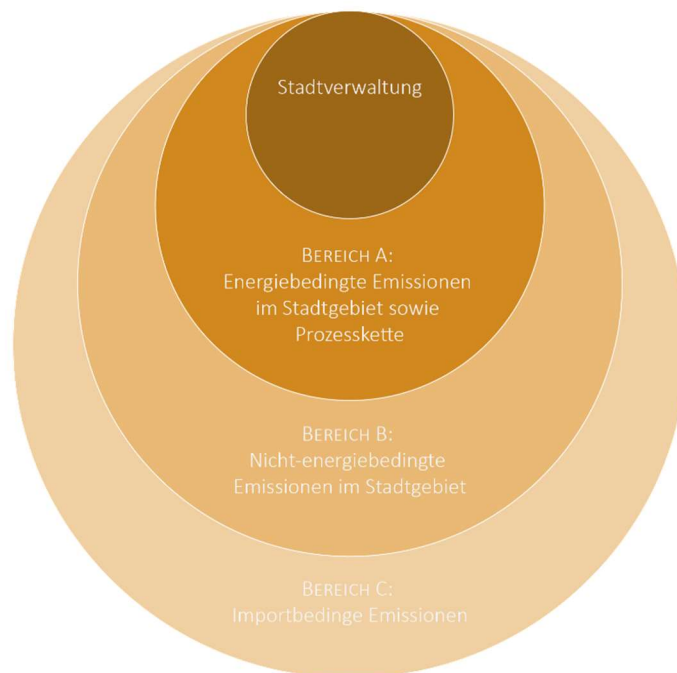 Stadtverwaltung
BEREICH A:
Energiebedingte Emissionen
im Stadtgebiet sowie
Prozesskette
BEREICH B:
Nicht-energiebedingte
Emissionen im Stadtgebiet
BEREICH C:
Importbedinge Emissionen